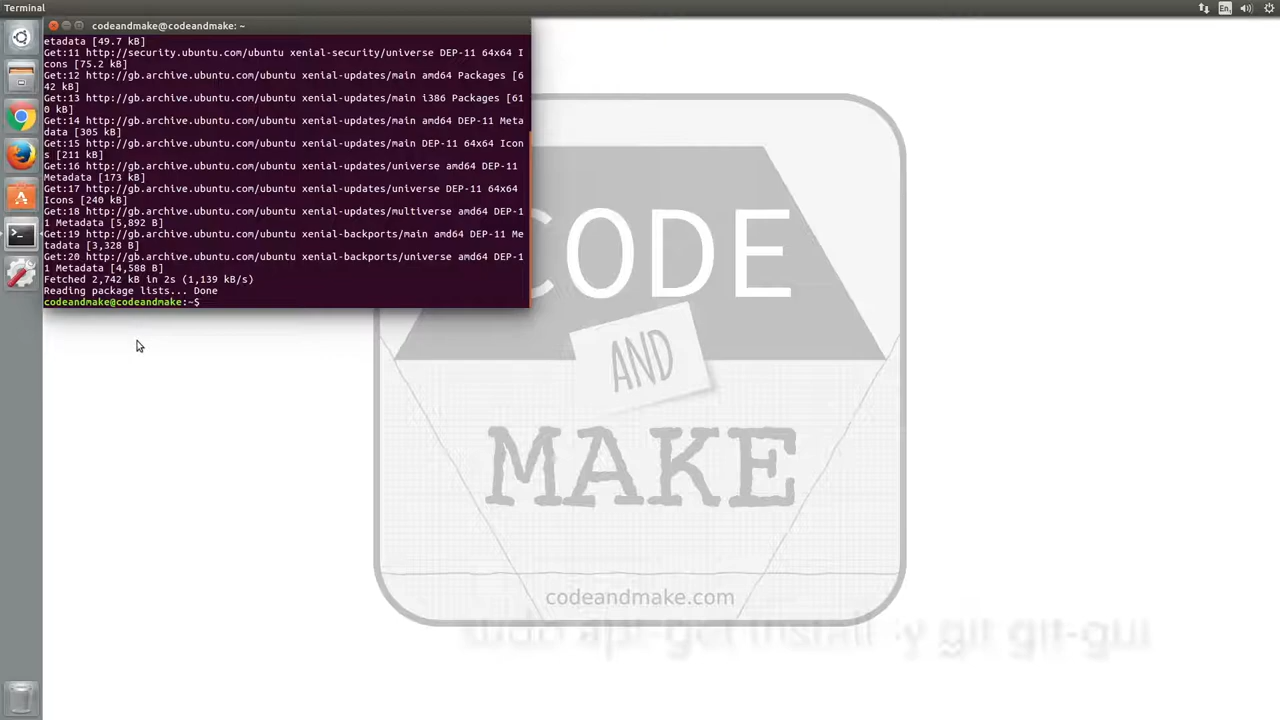 Terminal
En
codeandmake@codeandmake: ~
etadata [49.7 kB]
Get:11 http://security.ubuntu.com/ubuntu xenial-security/universe DEP-11 64x64 I
cons [75.2 kB]
Get:12 http://gb.archive.ubuntu.com/ubuntu xenial-updates/main amd64 Packages [6
42 kB]
Get:13 http://gb.archive.ubuntu.com/ubuntu xenial-updates/main i386 Packages [61
0 kB]
Get:14 http://gb.archive.ubuntu.com/ubuntu xenial-updates/main amd64 DEP-11 Meta
data [305 kB]
Get:15 http://gb.archive.ubuntu.com/ubuntu xenial-updates/main DEP-11 64x64 Icon
s [211 kB]
Get:16 http://gb.archive.ubuntu.com/ubuntu xenial-updates/universe amd64 DEP-11
Metadata [173 kB]
Get:17 http://gb.archive.ubuntu.com/ubuntu xenial-updates/universe DEP-11 64x64
Icons [240 kB]
Get:18 http://gb.archive.ubuntu.com/ubuntu xenial-updates/multiverse amd64 DEP-1
1 Metadata [5,892 B]
Get:19 http://gb.archive.ubuntu.com/ubuntu xenial-backports/main amd64 DEP-11 Me
tadata [3,328 B]
Get:20 http://gb.archive.ubuntu.com/ubuntu xenial-backports/universe amd64 DEP-1
1 Metadata [4,588 B]
Fetched 2,742 kB in 2s (1,139 kB/s)
Reading package lists... Done
codeandmake@codeandmake:~$
CODE
AND
MAKE
codeandmake.com
sudo apt-get install -y git git-gui